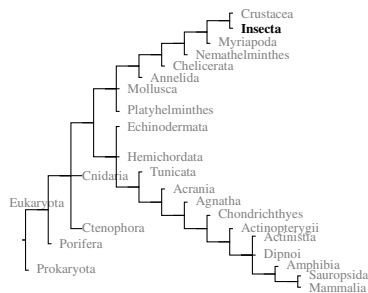 Crustacea
Insecta
Myriapoda
Nemathelminthes
Chelicerata
Annelida
Mollusca
Platyhelminthes
Echinodermata
Hemichordata
Tunicata
Cnidaria
Acrania
Agnatha
Eukaryota
Chondrichthyes
Ctenophora
Actinopterygii
Actinistia
Porifera
Dipnoi
Amphibia
Prokaryota
Sauropsida
Mammalia